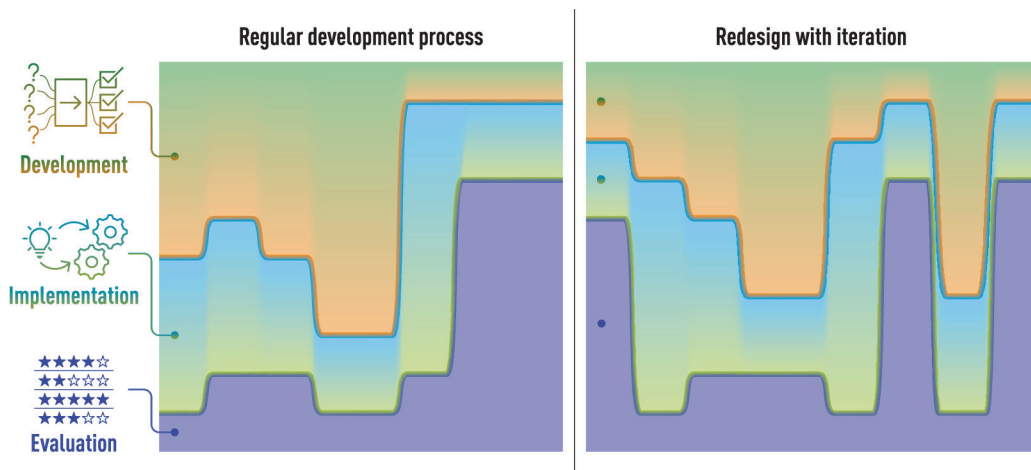 Regular development process
Redesign with iteration
? 
?
?
?
Development
Implementation
Evaluation